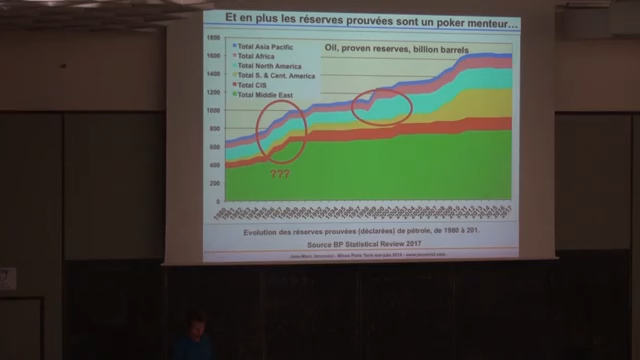 Et en plus les réserves prouvées sont un poker menteur…
Oil, proven reserves, billion barrels
Total Asia Pacific
Total Africa
Total North America
Total S. & Cent. America
Total CIS
Total Middle East
1800
1600
1400
1200
1000
800
600
400
200
0
???
Evolution des réserves prouvées (déclarées) de pétrole, de 1980 à 201.
Source BP Statistical Review 2017